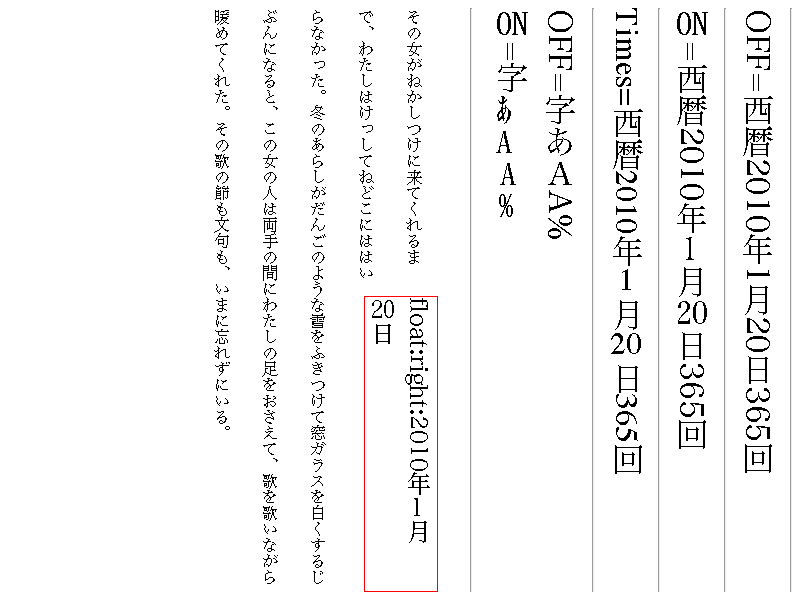 OFF=西暦2010年1月20日365回
ON=西暦2010年1月20日365回
Times=西暦2010年1月20日365回
OFF=字あAA%
ON=字あAA%
その女がねかしつけに来てくれるま
で、わたしはけっしてねどこにははい
float:right:2010年1月
20日
らなかった。冬のあらしがだんごのような雪をふきつけて窓ガラスを白くするじ
ぶんになると、この女の人は両手の間にわたしの足をおさえて、歌を歌いながら
暖めてくれた。その歌の節も文句も、いまに忘れずにいる。